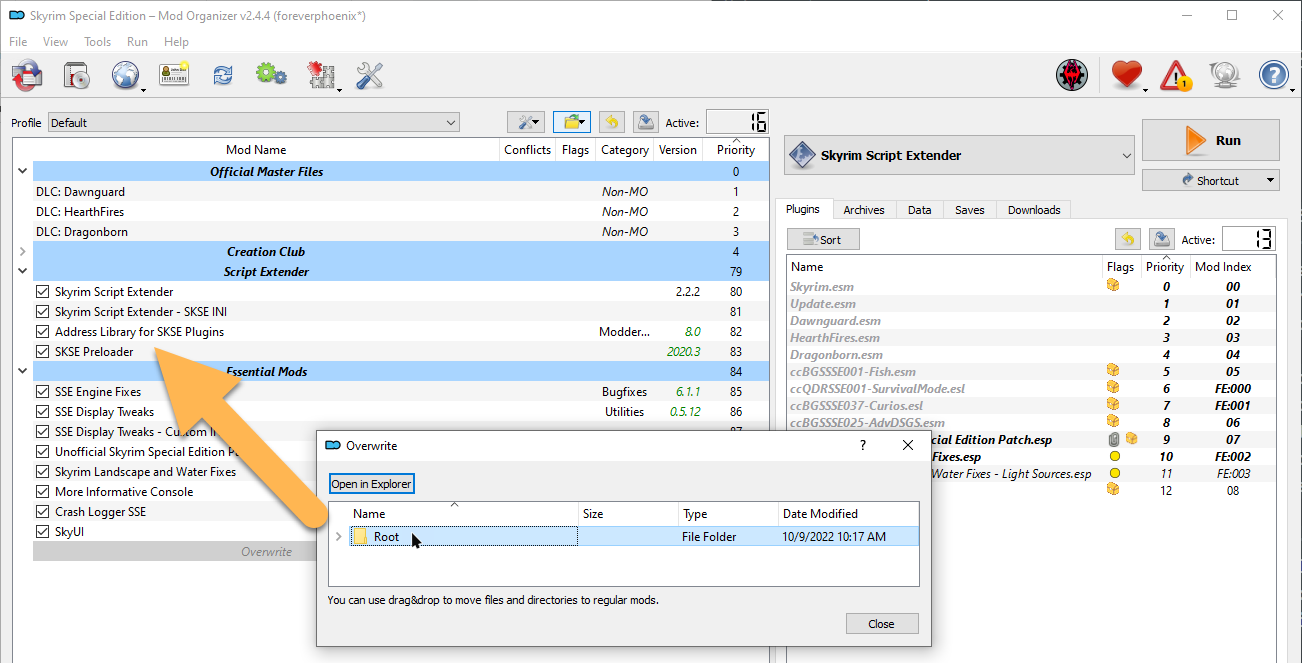 Skyrim Special Edition – Mod Organizer v2.4.4 (foreverphoenix*)
File View Tools Run Help
1
Profile Default Active: 16
Mod Name Conflicts Flags Category Version Priority
Official Master Files 0
DLC: Dawnguard Non-MO 1
DLC: HearthFires Non-MO 2
DLC: Dragonborn Non-MO 3
Creation Club 4
Script Extender 79
Skyrim Script Extender 2.2.2 80
Skyrim Script Extender - SKSE INI 81
Address Library for SKSE Plugins Modder... 8.0 82
SKSE Preloader 2020.3 83
Essential Mods 84
SSE Engine Fixes Bugfixes 6.1.1 85
SSE Display Tweaks Utilities 0.5.12 86
SSE Display Tweaks - Custom
Unofficial Skyrim Special Edition
Skyrim Landscape and Water Fixes
More Informative Console
Crash Logger SSE
SkyUI
Overwrite
Skyrim Script Extender
Run
Shortcut
Plugins Archives Data Saves Downloads
Sort Active: 13
Name Flags Priority Mod Index
Skyrim.esm 0 00
Update.esm 1 01
Dawnguard.esm 2 02
HearthFires.esm 3 03
Dragonborn.esm 4 04
ccBGSSSE001-Fish.esm 5 05
ccQDRSSE001-SurvivalMode.esl 6 FE:000
ccBGSSSE037-Curios.esl 7 FE:001
ccBGSSSE025-AdvDSGS.esm 8 06
cial Edition Patch.esp 9 07
Fixes.esp 10 FE:002
Water Fixes - Light Sources.esp 11 FE:003
12 08
Overwrite ?
Open in Explorer
Name Size Type Date Modified
Root File Folder 10/9/2022 10:17 AM
You can use drag&drop to move files and directories to regular mods.
Close